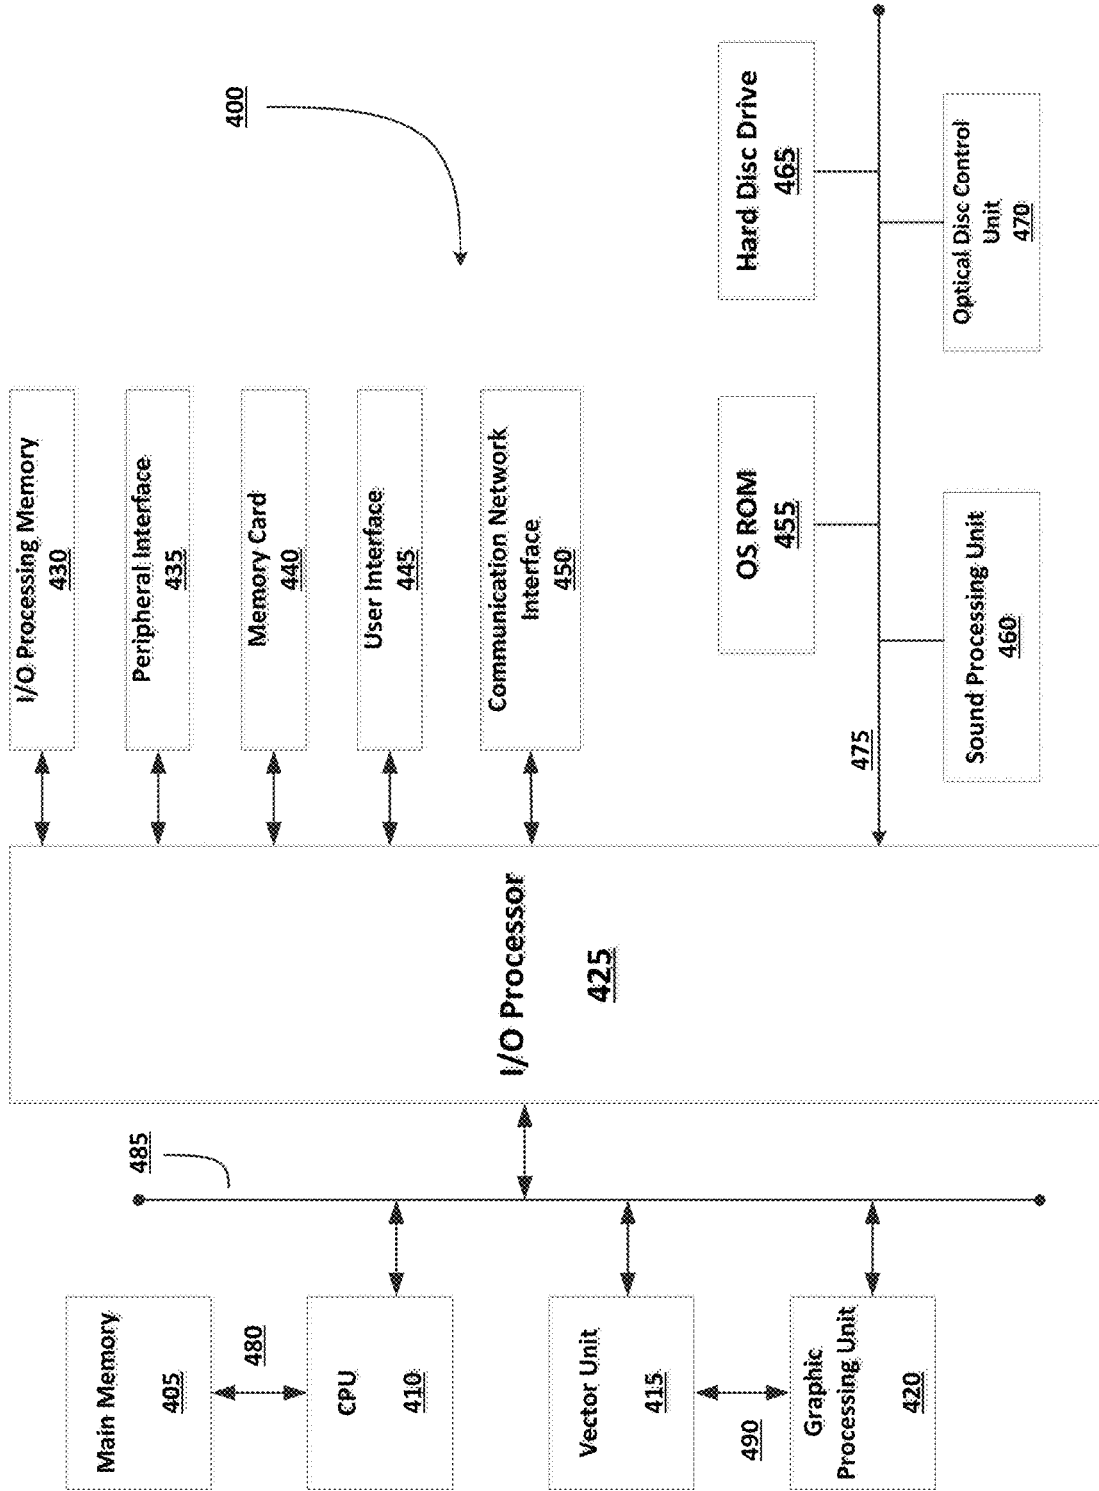 Main Memory
405
480
CPU
410
Vector Unit
415
490
Graphic
Processing Unit
420
485
I/O Processor
425
I/O Processing Memory
430
Peripheral Interface
435
Memory Card
440
User Interface
445
Communication Network
Interface
450
400
475
OS ROM
455
Sound Processing Unit
460
Hard Disc Drive
465
Optical Disc Control
Unit
470